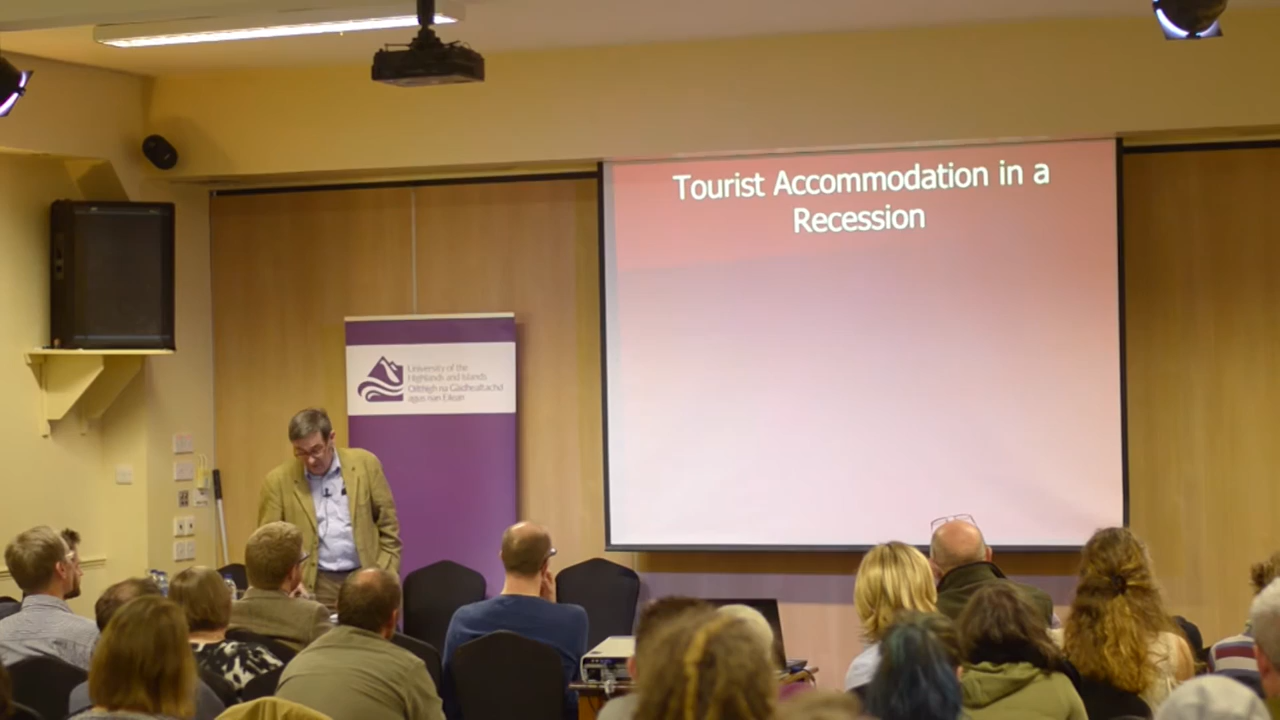 Tourist Accommodation in a
Recession
University of the
Highlands and Islands
Oilthigh na Gàidhealtachd
agus nan Eilean